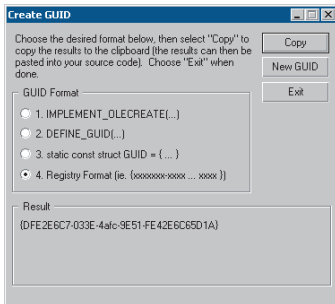 Create GUID
Choose the desired format below, then select "Copy" to
copy the results to the clipboard (the results can then be
pasted into your source code). Choose "Exit" when
done.
Copy
New GUID
Exit
GUID Format
1. IMPLEMENT_OLECREATE(...)
2. DEFINE_GUID(...)
3. static const struct GUID = { ... }
4. Registry Format (ie. {xxxxxxxx-xxxx ... xxxx })
Result
{DFE2E6C7-033E-4afc-9E51-FE42E6C65D1A}